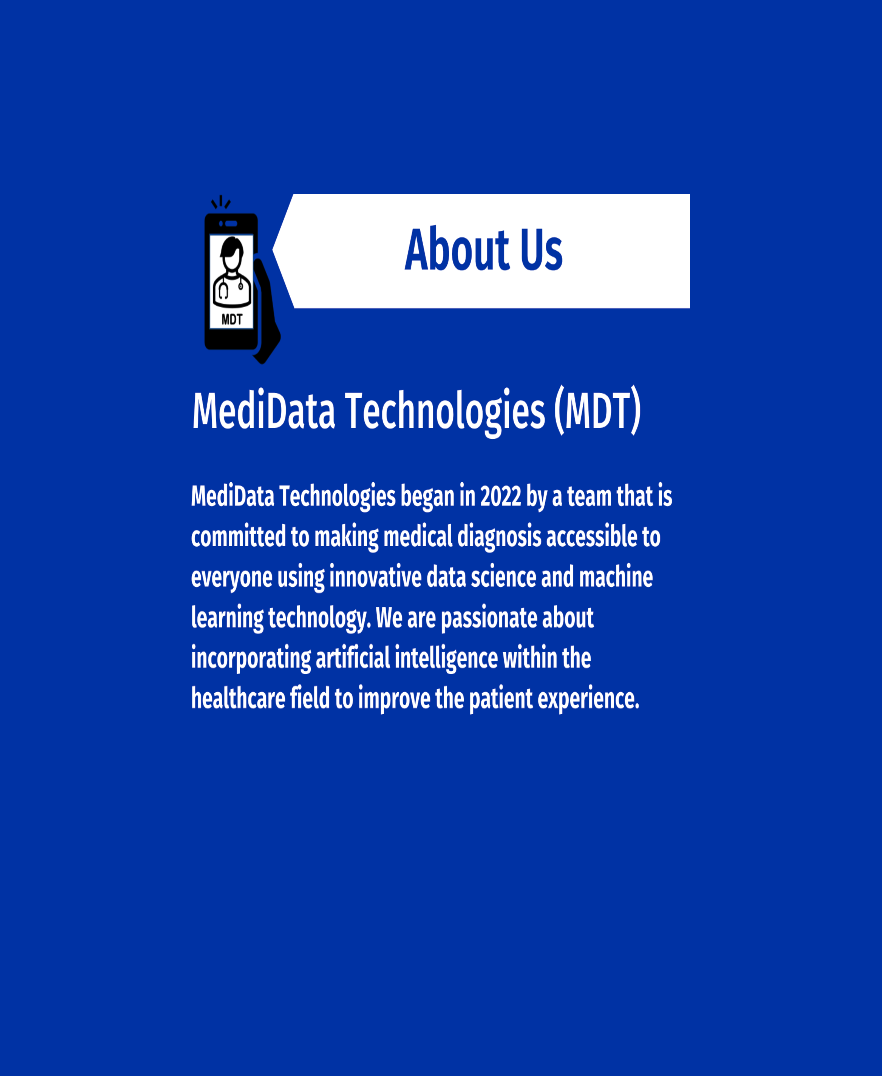 About Us
MDT
MediData Technologies (MDT)
MediData Technologies began in 2022 by a team that is
committed to making medical diagnosis accessible to
everyone using innovative data science and machine
learning technology. We are passionate about
incorporating artificial intelligence within the
healthcare field to improve the patient experience.